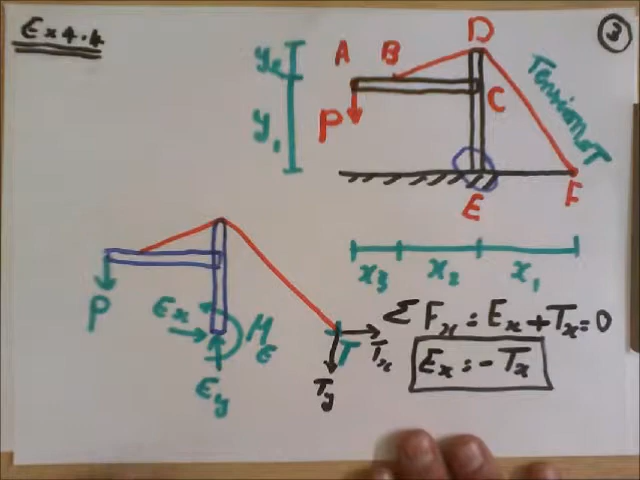 Ex 4.4
3
D
y2
A
B
Tension T
C
P
y1
E
F
x3
x2
x1
P
Ex
ME
Ey
T
Tx
Ty
ΣFx = Ex + Tx = 0
Ex = -Tx